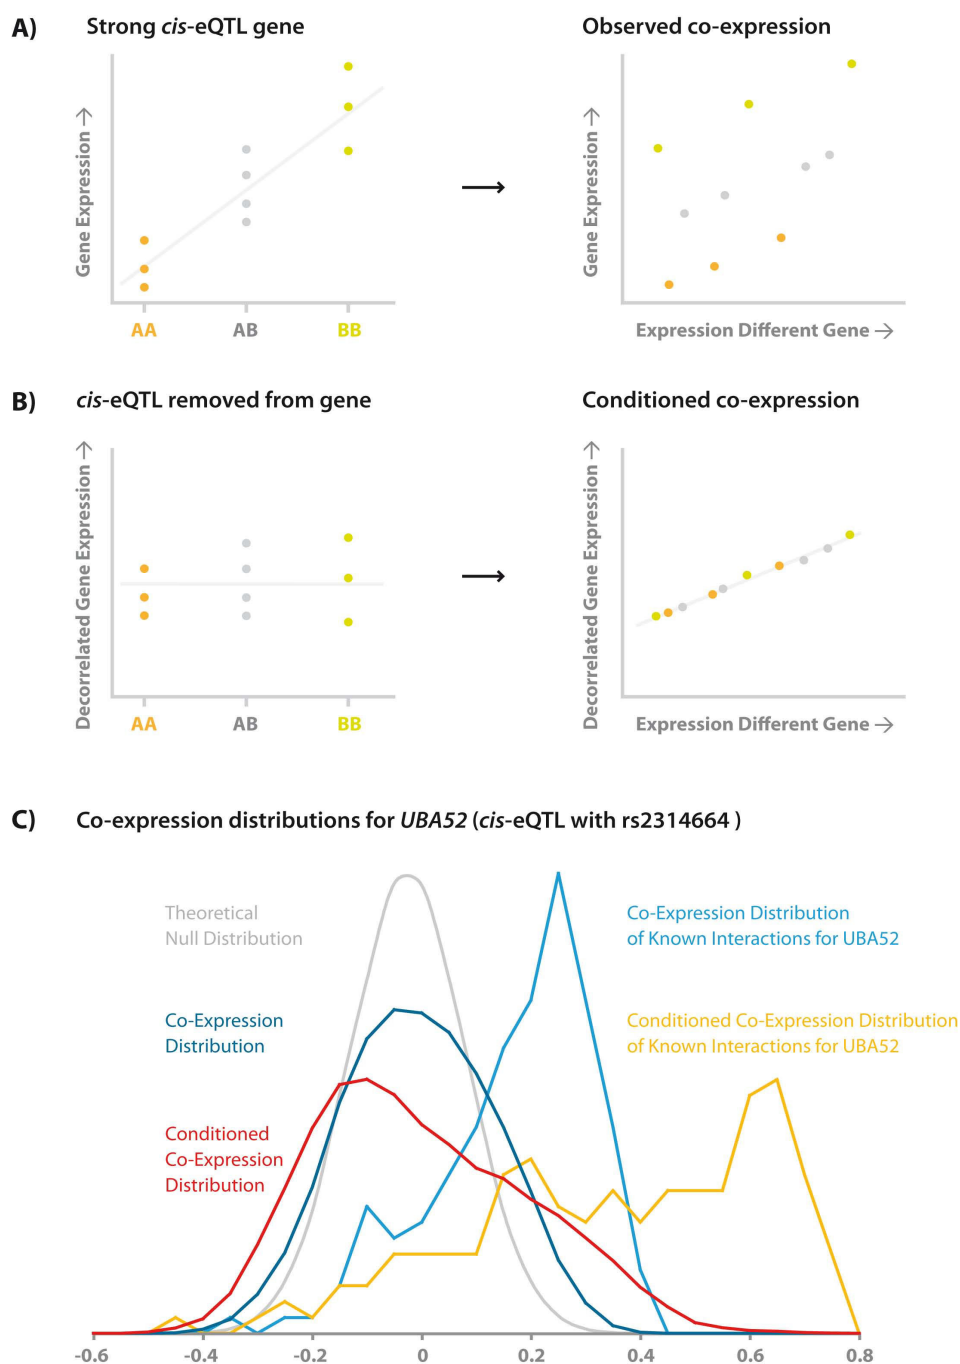 A) Strong cis-eQTL gene
Observed co-expression
Gene Expression →
AA AB BB
Gene Expression →
Expression Different Gene →
B) cis-eQTL removed from gene
Conditioned co-expression
Decorrelated Gene Expression →
AA AB BB
Decorrelated Gene Expression →
Expression Different Gene →
C) Co-expression distributions for UBA52 (cis-eQTL with rs2314664 )
Theoretical
Null Distribution
Co-Expression
Distribution
Conditioned
Co-Expression
Distribution
Co-Expression Distribution
of Known Interactions for UBA52
Conditioned Co-Expression Distribution
of Known Interactions for UBA52
-0.6 -0.4 -0.2 0 0.2 0.4 0.6 0.8